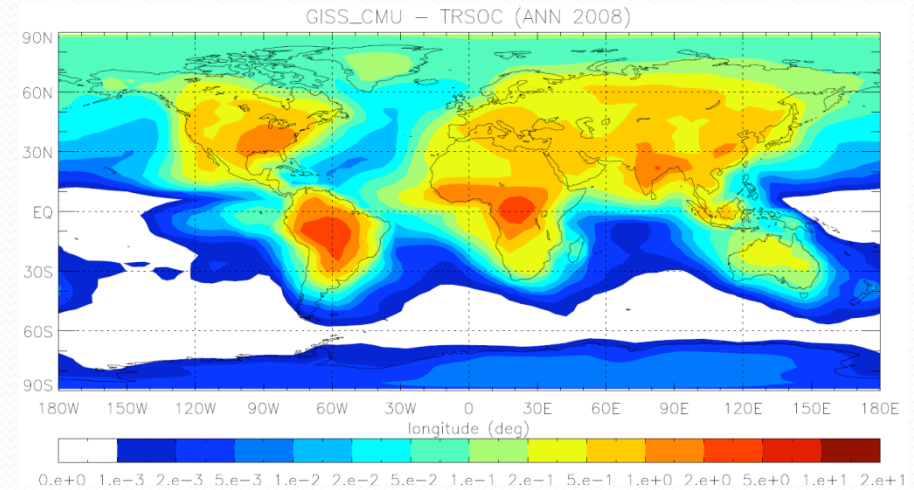 GISS_CMU – TRSOC (ANN 2008)
90N
60N
30N
EQ
30S
60S
90S
180W 150W 120W 90W 60W 30W 0 30E 60E 90E 120E 150E 180E
longitude (deg)
0.e+0 1.e-3 2.e-3 5.e-3 1.e-2 2.e-2 5.e-2 1.e-1 2.e-1 5.e-1 1.e+0 2.e+0 5.e+0 1.e+1 2.e+1